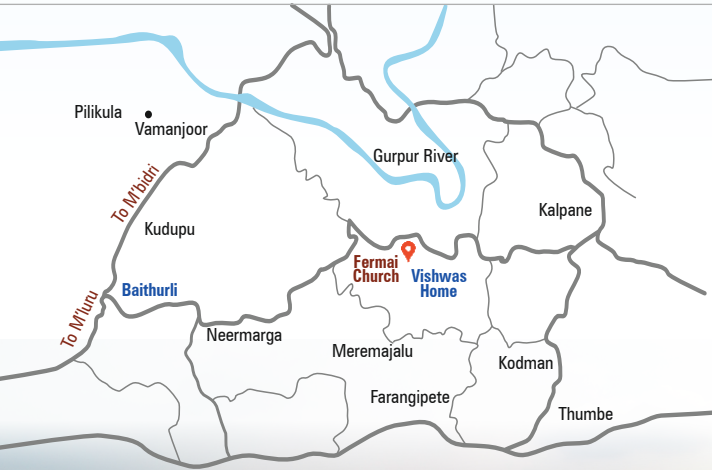 Pilikula
Vamanjoor
Gurpur River
To M'bidri
Kalpane
Kudupu
Fermai
Church
Vishwas
Home
Baithurli
To M'luru
Neermarga
Meremajalu
Kodman
Farangipete
Thumbe